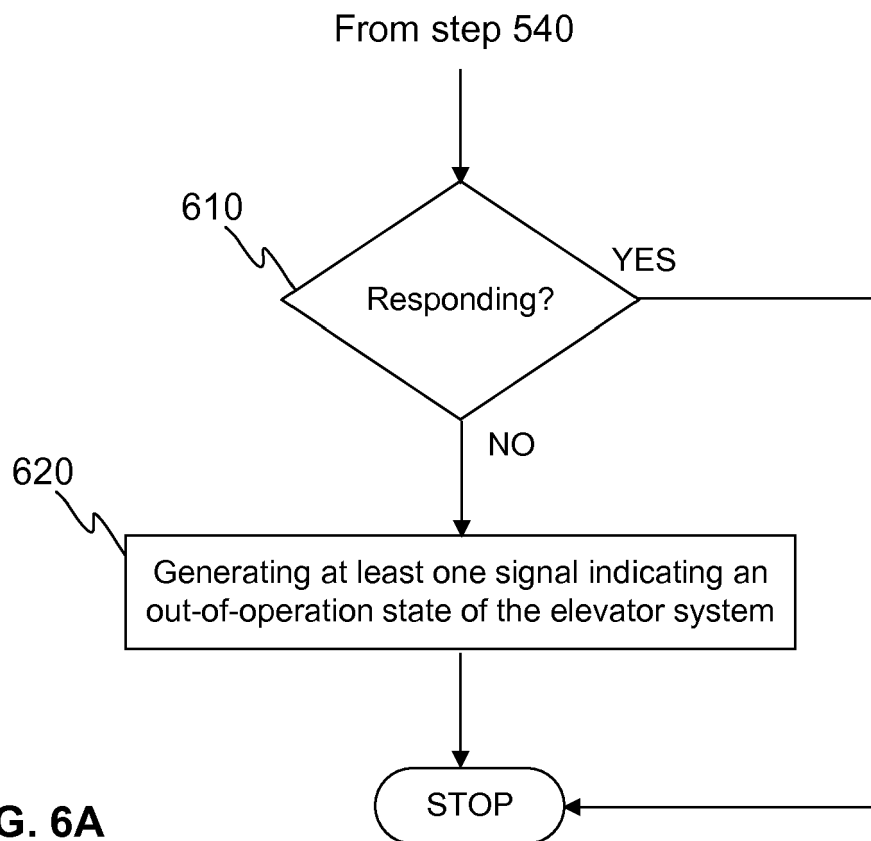 From step 540
610
YES
Responding?
NO
620
Generating at least one signal indicating an
out-of-operation state of the elevator system
STOP
G. 6A